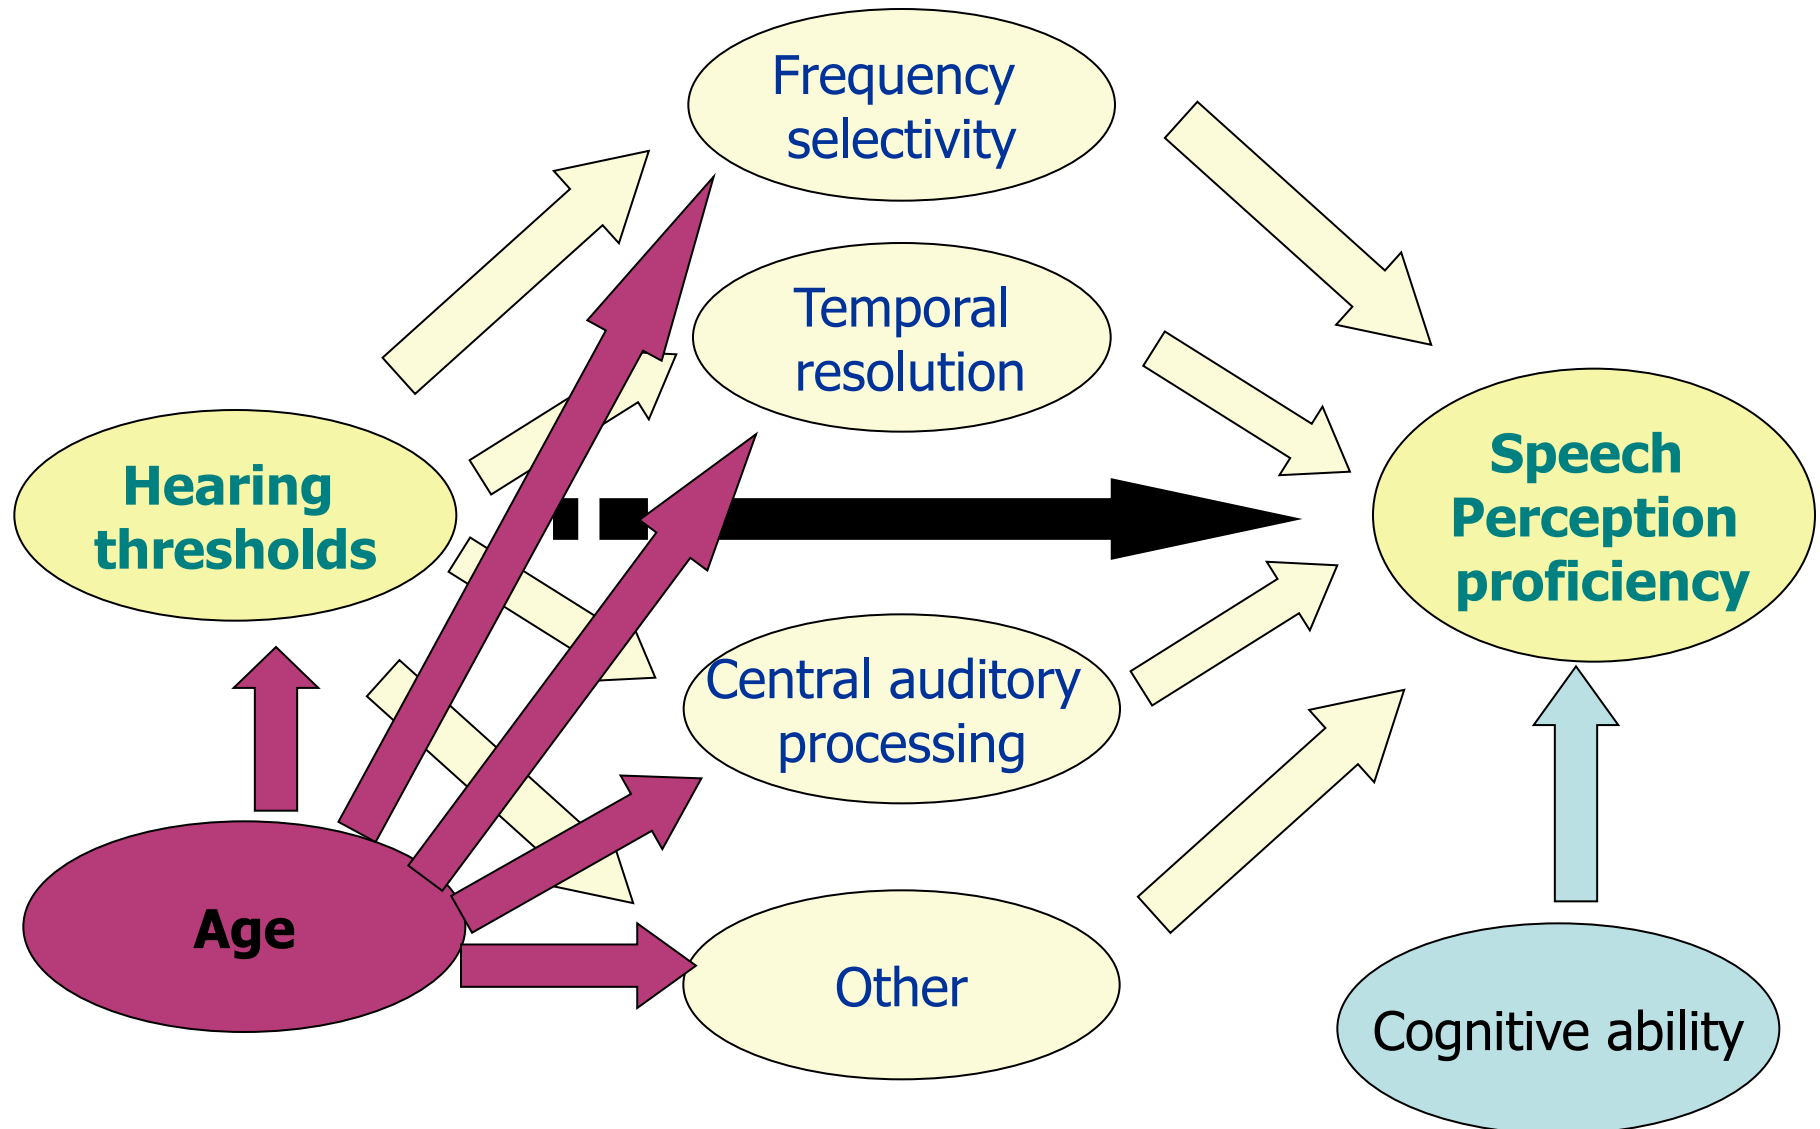 Frequency
selectivity
Temporal
resolution
Hearing
thresholds
Speech
Perception
proficiency
Central auditory
processing
Age
Other
Cognitive ability